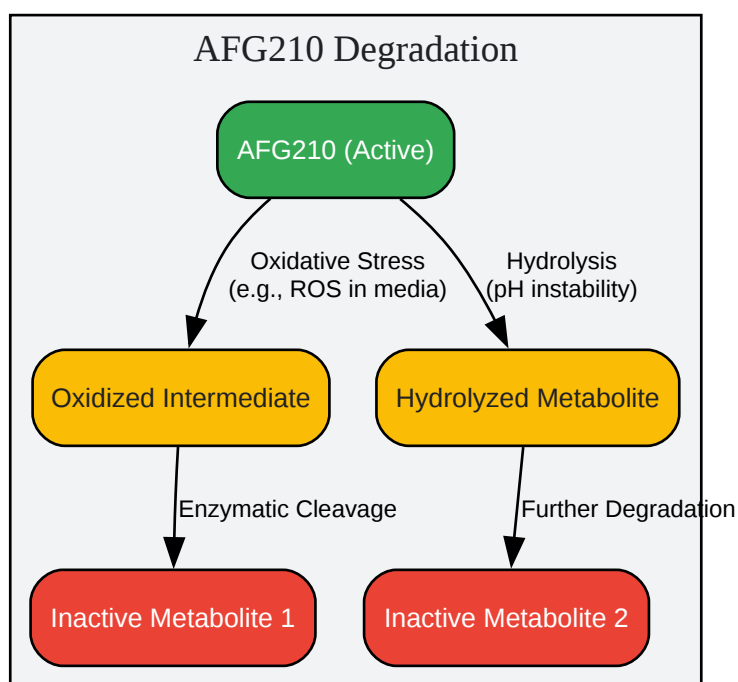 AFG210 Degradation
AFG210 (Active)
Oxidative Stress
(e.g., ROS in media)
Hydrolysis
(pH instability)
Oxidized Intermediate
Hydrolyzed Metabolite
Enzymatic Cleavage
Further Degradation
Inactive Metabolite 1
Inactive Metabolite 2